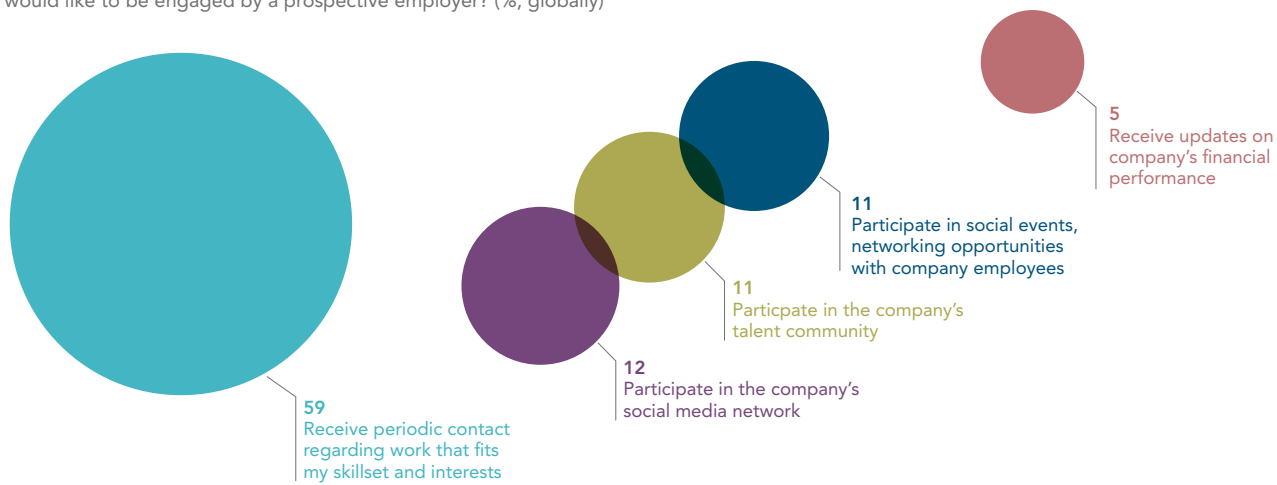 would like to be engaged by a prospective employer? (%, globally)
5
Receive updates on
company's financial
performance
11
Participate in social events,
networking opportunities
with company employees
11
Particpate in the company's
talent community
12
Participate in the company's
social media network
59
Receive periodic contact
regarding work that fits
my skillset and interests